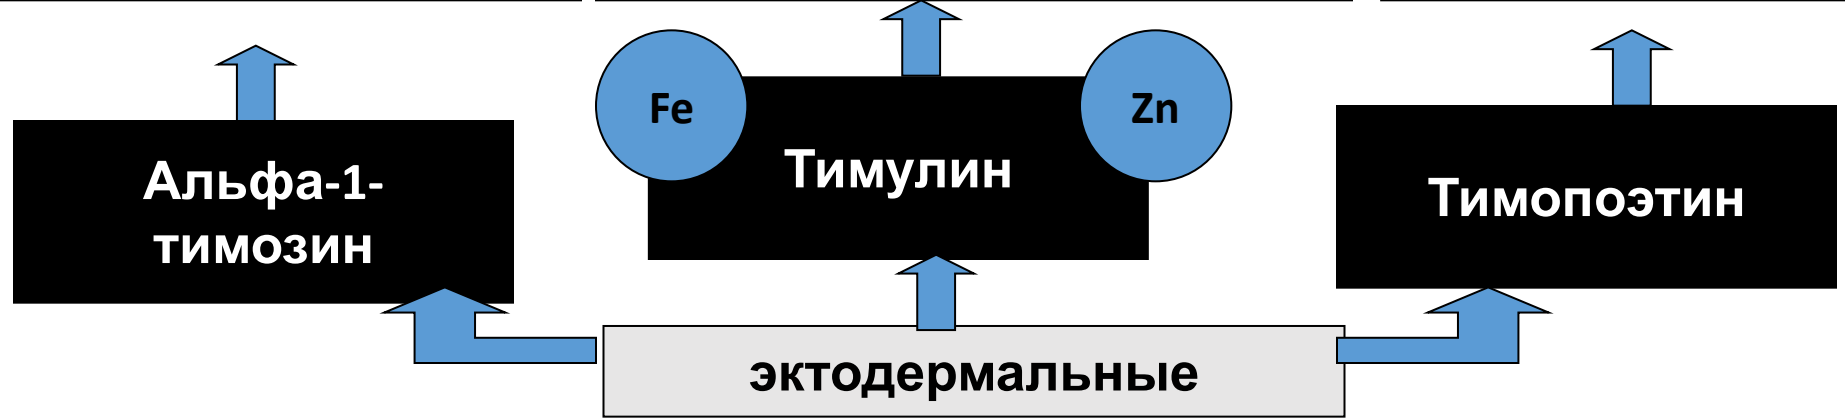 Fe
Zn
Тимулин
Альфа-1-
тимозин
Тимопоэтин
эктодермальные